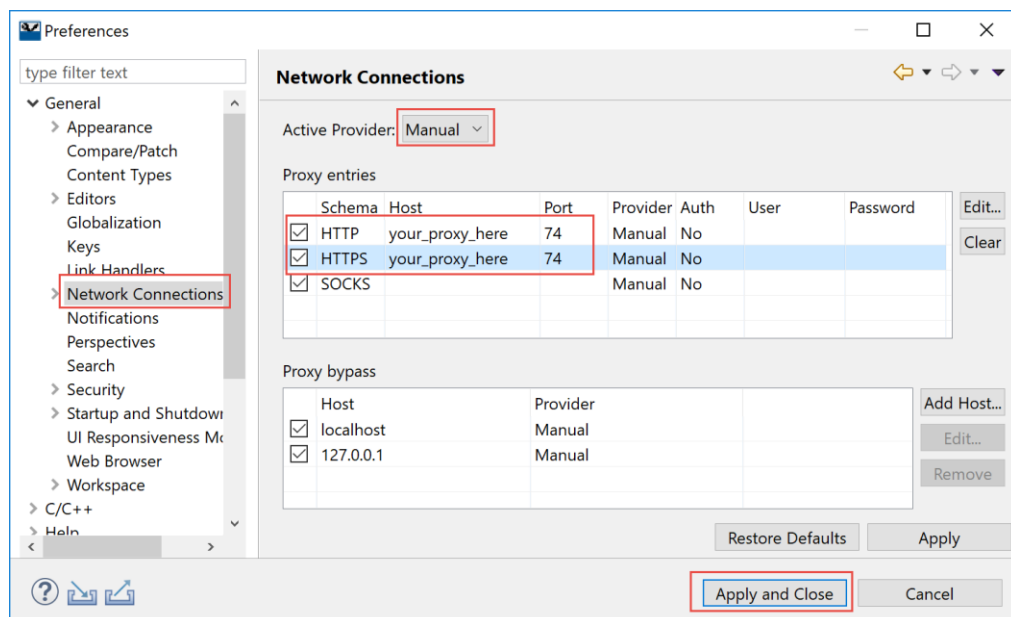 Preferences
type filter text
General
Appearance
Compare/Patch
Content Types
Editors
Globalization
Keys
Link Handlers
Network Connections
Notifications
Perspectives
Search
Security
Startup and Shutdown
UI Responsiveness Mo
Web Browser
Workspace
C/C++
Help
Network Connections
Active Provider: Manual
Proxy entries
Schema Host Port Provider Auth User Password
HTTP your_proxy_here 74 Manual No
HTTPS your_proxy_here 74 Manual No
SOCKS Manual No
Edit...
Clear
Proxy bypass
Host Provider
localhost Manual
127.0.0.1 Manual
Add Host...
Edit...
Remove
Restore Defaults Apply
? Apply and Close Cancel